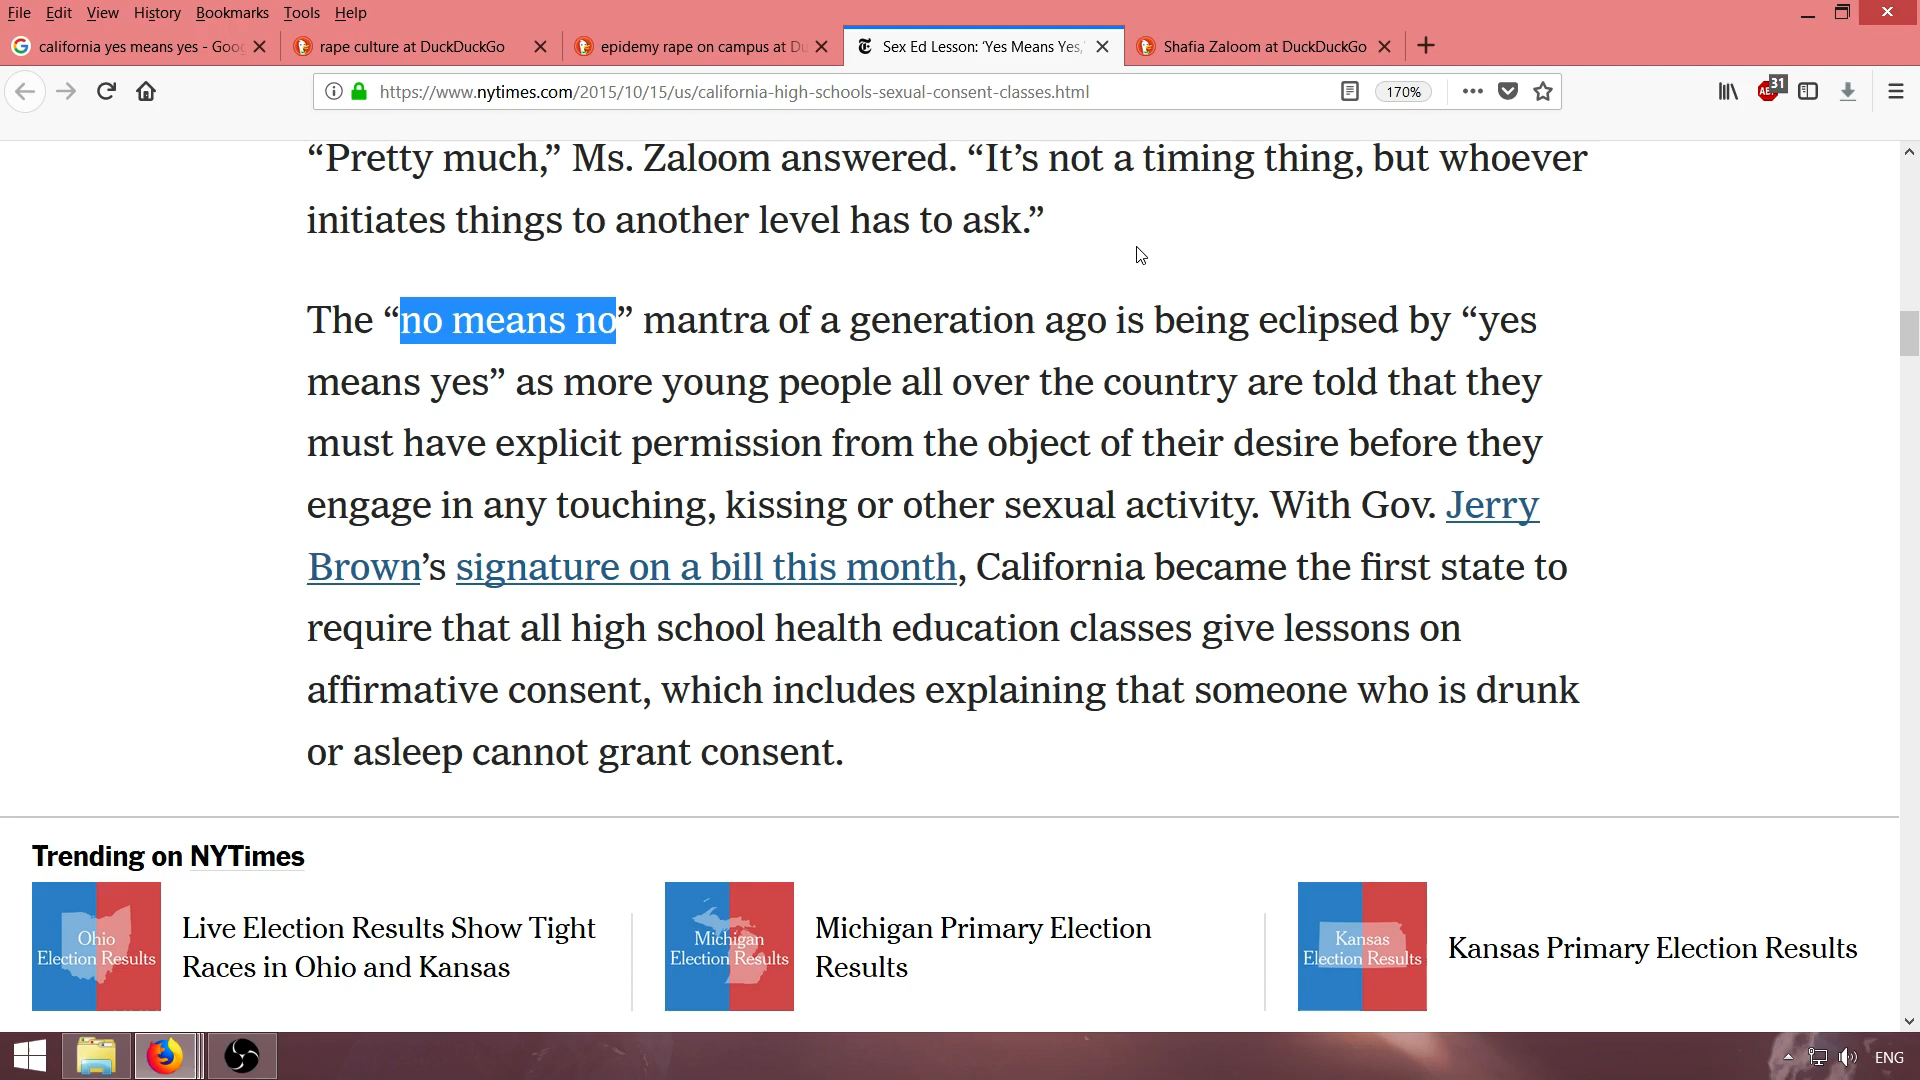 File Edit View History Bookmarks Tools Help
california yes means yes - Goo
rape culture at DuckDuckGo
epidemy rape on campus at Du
Sex Ed Lesson: ‘Yes Means Yes,’
Shafia Zaloom at DuckDuckGo
https://www.nytimes.com/2015/10/15/us/california-high-schools-sexual-consent-classes.html
170%
ABP
31
“Pretty much,” Ms. Zaloom answered. “It’s not a timing thing, but whoever
initiates things to another level has to ask.”
The “no means no” mantra of a generation ago is being eclipsed by “yes
means yes” as more young people all over the country are told that they
must have explicit permission from the object of their desire before they
engage in any touching, kissing or other sexual activity. With Gov. Jerry
Brown’s signature on a bill this month, California became the first state to
require that all high school health education classes give lessons on
affirmative consent, which includes explaining that someone who is drunk
or asleep cannot grant consent.
Trending on NYTimes
Ohio
Election Results
Live Election Results Show Tight
Races in Ohio and Kansas
Michigan
Election Results
Michigan Primary Election
Results
Kansas
Election Results
Kansas Primary Election Results
ENG